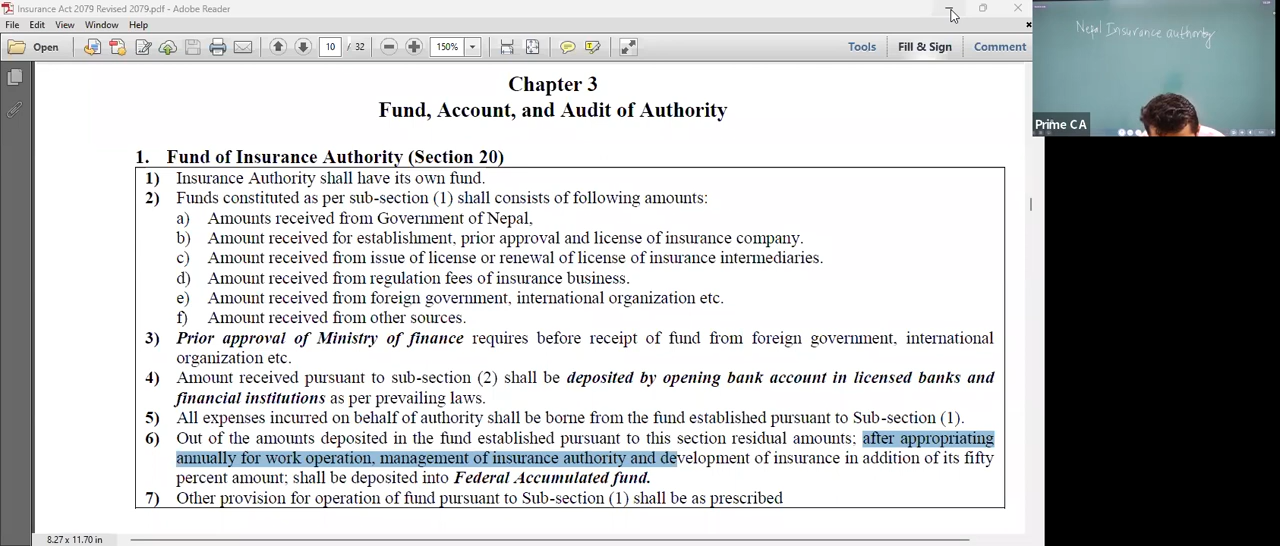 Insurance Act 2079 Revised 2079.pdf - Adobe Reader
File Edit View Window Help
Open 10 / 32 150% Tools Fill & Sign Comment
Nepal Insurance authority
Prime CA
Chapter 3
Fund, Account, and Audit of Authority
1. Fund of Insurance Authority (Section 20)
1) Insurance Authority shall have its own fund.
2) Funds constituted as per sub-section (1) shall consists of following amounts:
a) Amounts received from Government of Nepal,
b) Amount received for establishment, prior approval and license of insurance company.
c) Amount received from issue of license or renewal of license of insurance intermediaries.
d) Amount received from regulation fees of insurance business.
e) Amount received from foreign government, international organization etc.
f) Amount received from other sources.
3) Prior approval of Ministry of finance requires before receipt of fund from foreign government, international
organization etc.
4) Amount received pursuant to sub-section (2) shall be deposited by opening bank account in licensed banks and
financial institutions as per prevailing laws.
5) All expenses incurred on behalf of authority shall be borne from the fund established pursuant to Sub-section (1).
6) Out of the amounts deposited in the fund established pursuant to this section residual amounts; after appropriating
annually for work operation, management of insurance authority and development of insurance in addition of its fifty
percent amount; shall be deposited into Federal Accumulated fund.
7) Other provision for operation of fund pursuant to Sub-section (1) shall be as prescribed
8.27 x 11.70 in